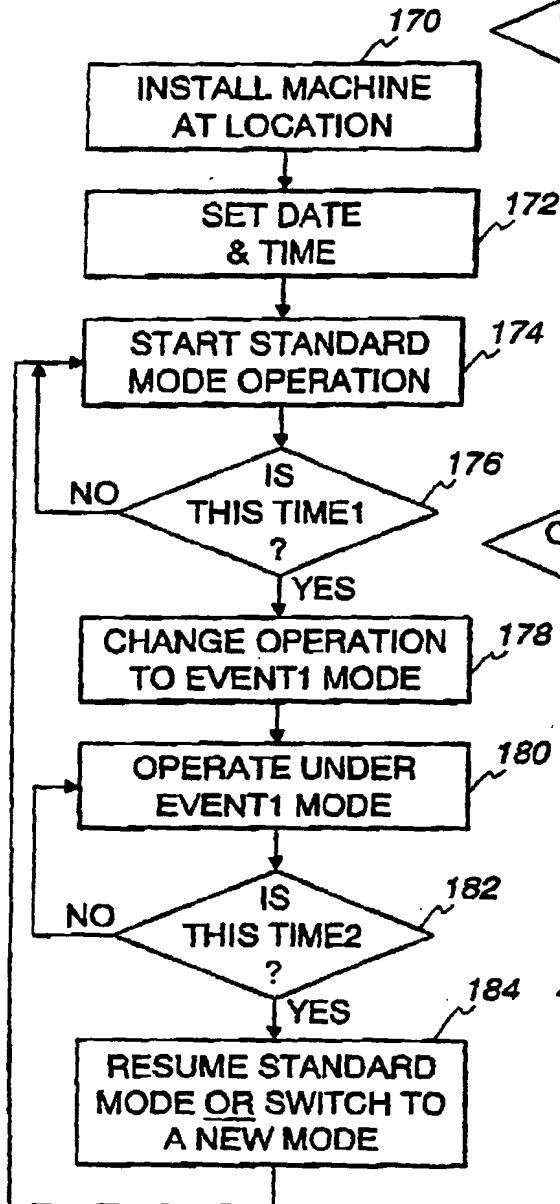 170
INSTALL MACHINE
AT LOCATION
172
SET DATE
& TIME
174
START STANDARD
MODE OPERATION
176
IS
THIS TIME1
?
NO
YES
178
CHANGE OPERATION
TO EVENT1 MODE
180
OPERATE UNDER
EVENT1 MODE
182
IS
THIS TIME2
?
NO
YES
184
RESUME STANDARD
MODE OR SWITCH TO
A NEW MODE